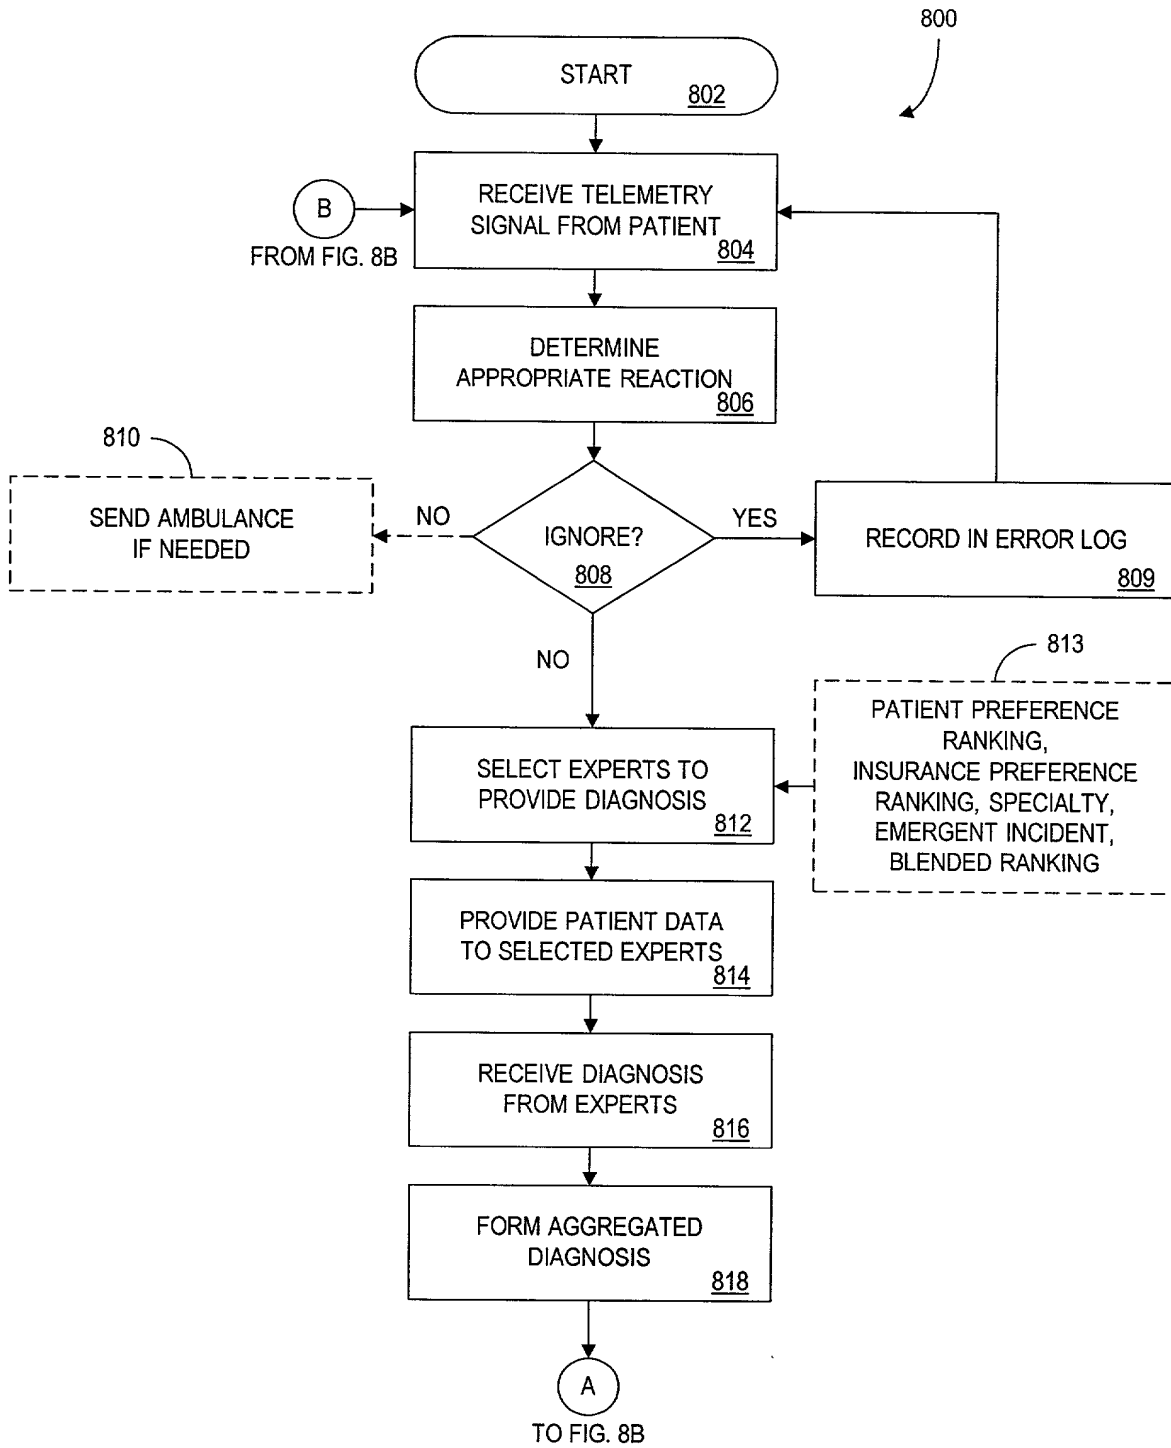 800
START
802
B
FROM FIG. 8B
RECEIVE TELEMETRY
SIGNAL FROM PATIENT
804
DETERMINE
APPROPRIATE REACTION
806
810
SEND AMBULANCE
IF NEEDED
NO
IGNORE?
808
YES
RECORD IN ERROR LOG
809
NO
813
PATIENT PREFERENCE
RANKING,
INSURANCE PREFERENCE
RANKING, SPECIALTY,
EMERGENT INCIDENT,
BLENDED RANKING
SELECT EXPERTS TO
PROVIDE DIAGNOSIS
812
PROVIDE PATIENT DATA
TO SELECTED EXPERTS
814
RECEIVE DIAGNOSIS
FROM EXPERTS
816
FORM AGGREGATED
DIAGNOSIS
818
A
TO FIG. 8B